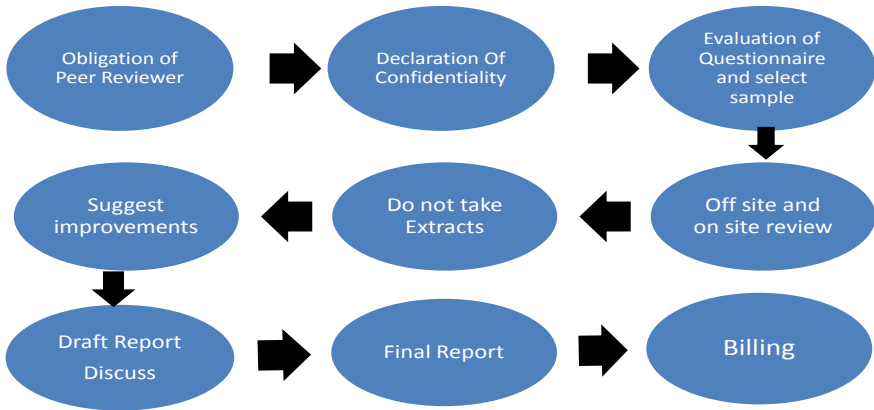 Obligation of
Peer Reviewer
Declaration Of
Confidentiality
Evaluation of
Questionnaire
and select
sample
Off site and
on site review
Do not take
Extracts
Suggest
improvements
Draft Report
Discuss
Final Report
Billing